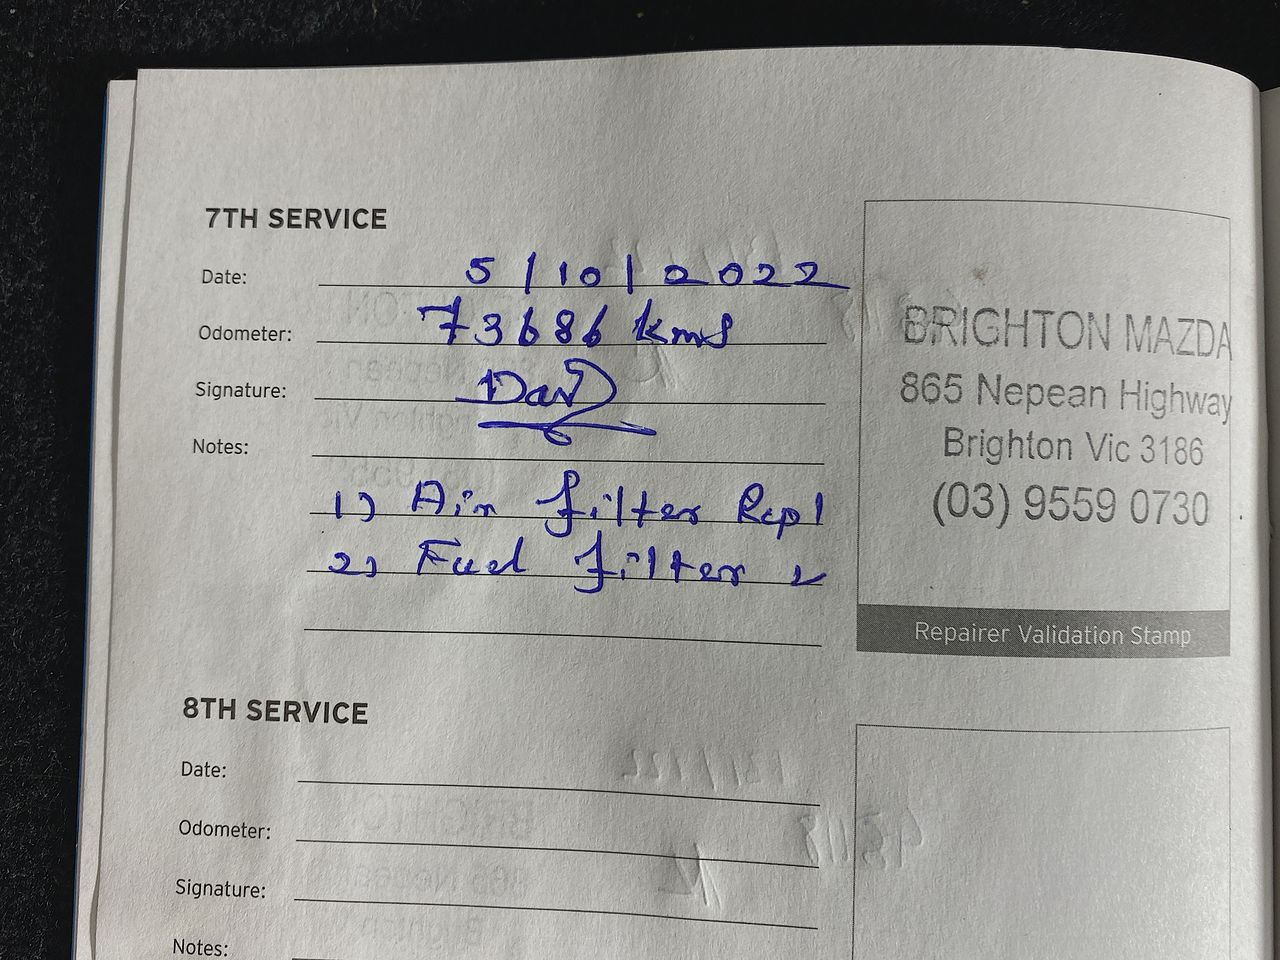 7TH SERVICE
Date: 5/10/2022
Odometer: 73686 kms
Signature:
Notes:
1) Air filter Repl
2) Fuel filter
BRIGHTON MAZDA
865 Nepean Highway
Brighton Vic 3186
(03) 9559 0730
Repairer Validation Stamp
8TH SERVICE
Date:
Odometer:
Signature:
Notes: